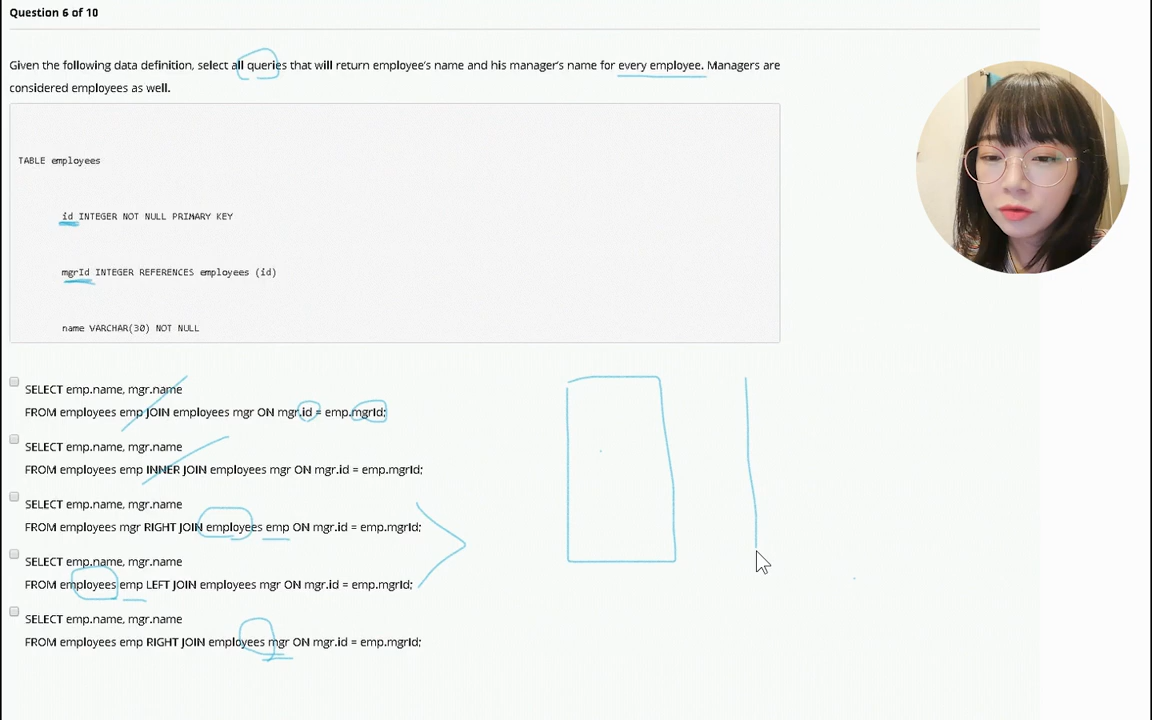 Question 6 of 10
Given the following data definition, select all queries that will return employee's name and his manager's name for every employee. Managers are
considered employees as well.
TABLE employees
id INTEGER NOT NULL PRIMARY KEY
mgrId INTEGER REFERENCES employees (id)
name VARCHAR(30) NOT NULL
SELECT emp.name, mgr.name
FROM employees emp JOIN employees mgr ON mgr.id = emp.mgrId;
SELECT emp.name, mgr.name
FROM employees emp INNER JOIN employees mgr ON mgr.id = emp.mgrId;
SELECT emp.name, mgr.name
FROM employees mgr RIGHT JOIN employees emp ON mgr.id = emp.mgrId;
SELECT emp.name, mgr.name
FROM employees emp LEFT JOIN employees mgr ON mgr.id = emp.mgrId;
SELECT emp.name, mgr.name
FROM employees emp RIGHT JOIN employees mgr ON mgr.id = emp.mgrId;